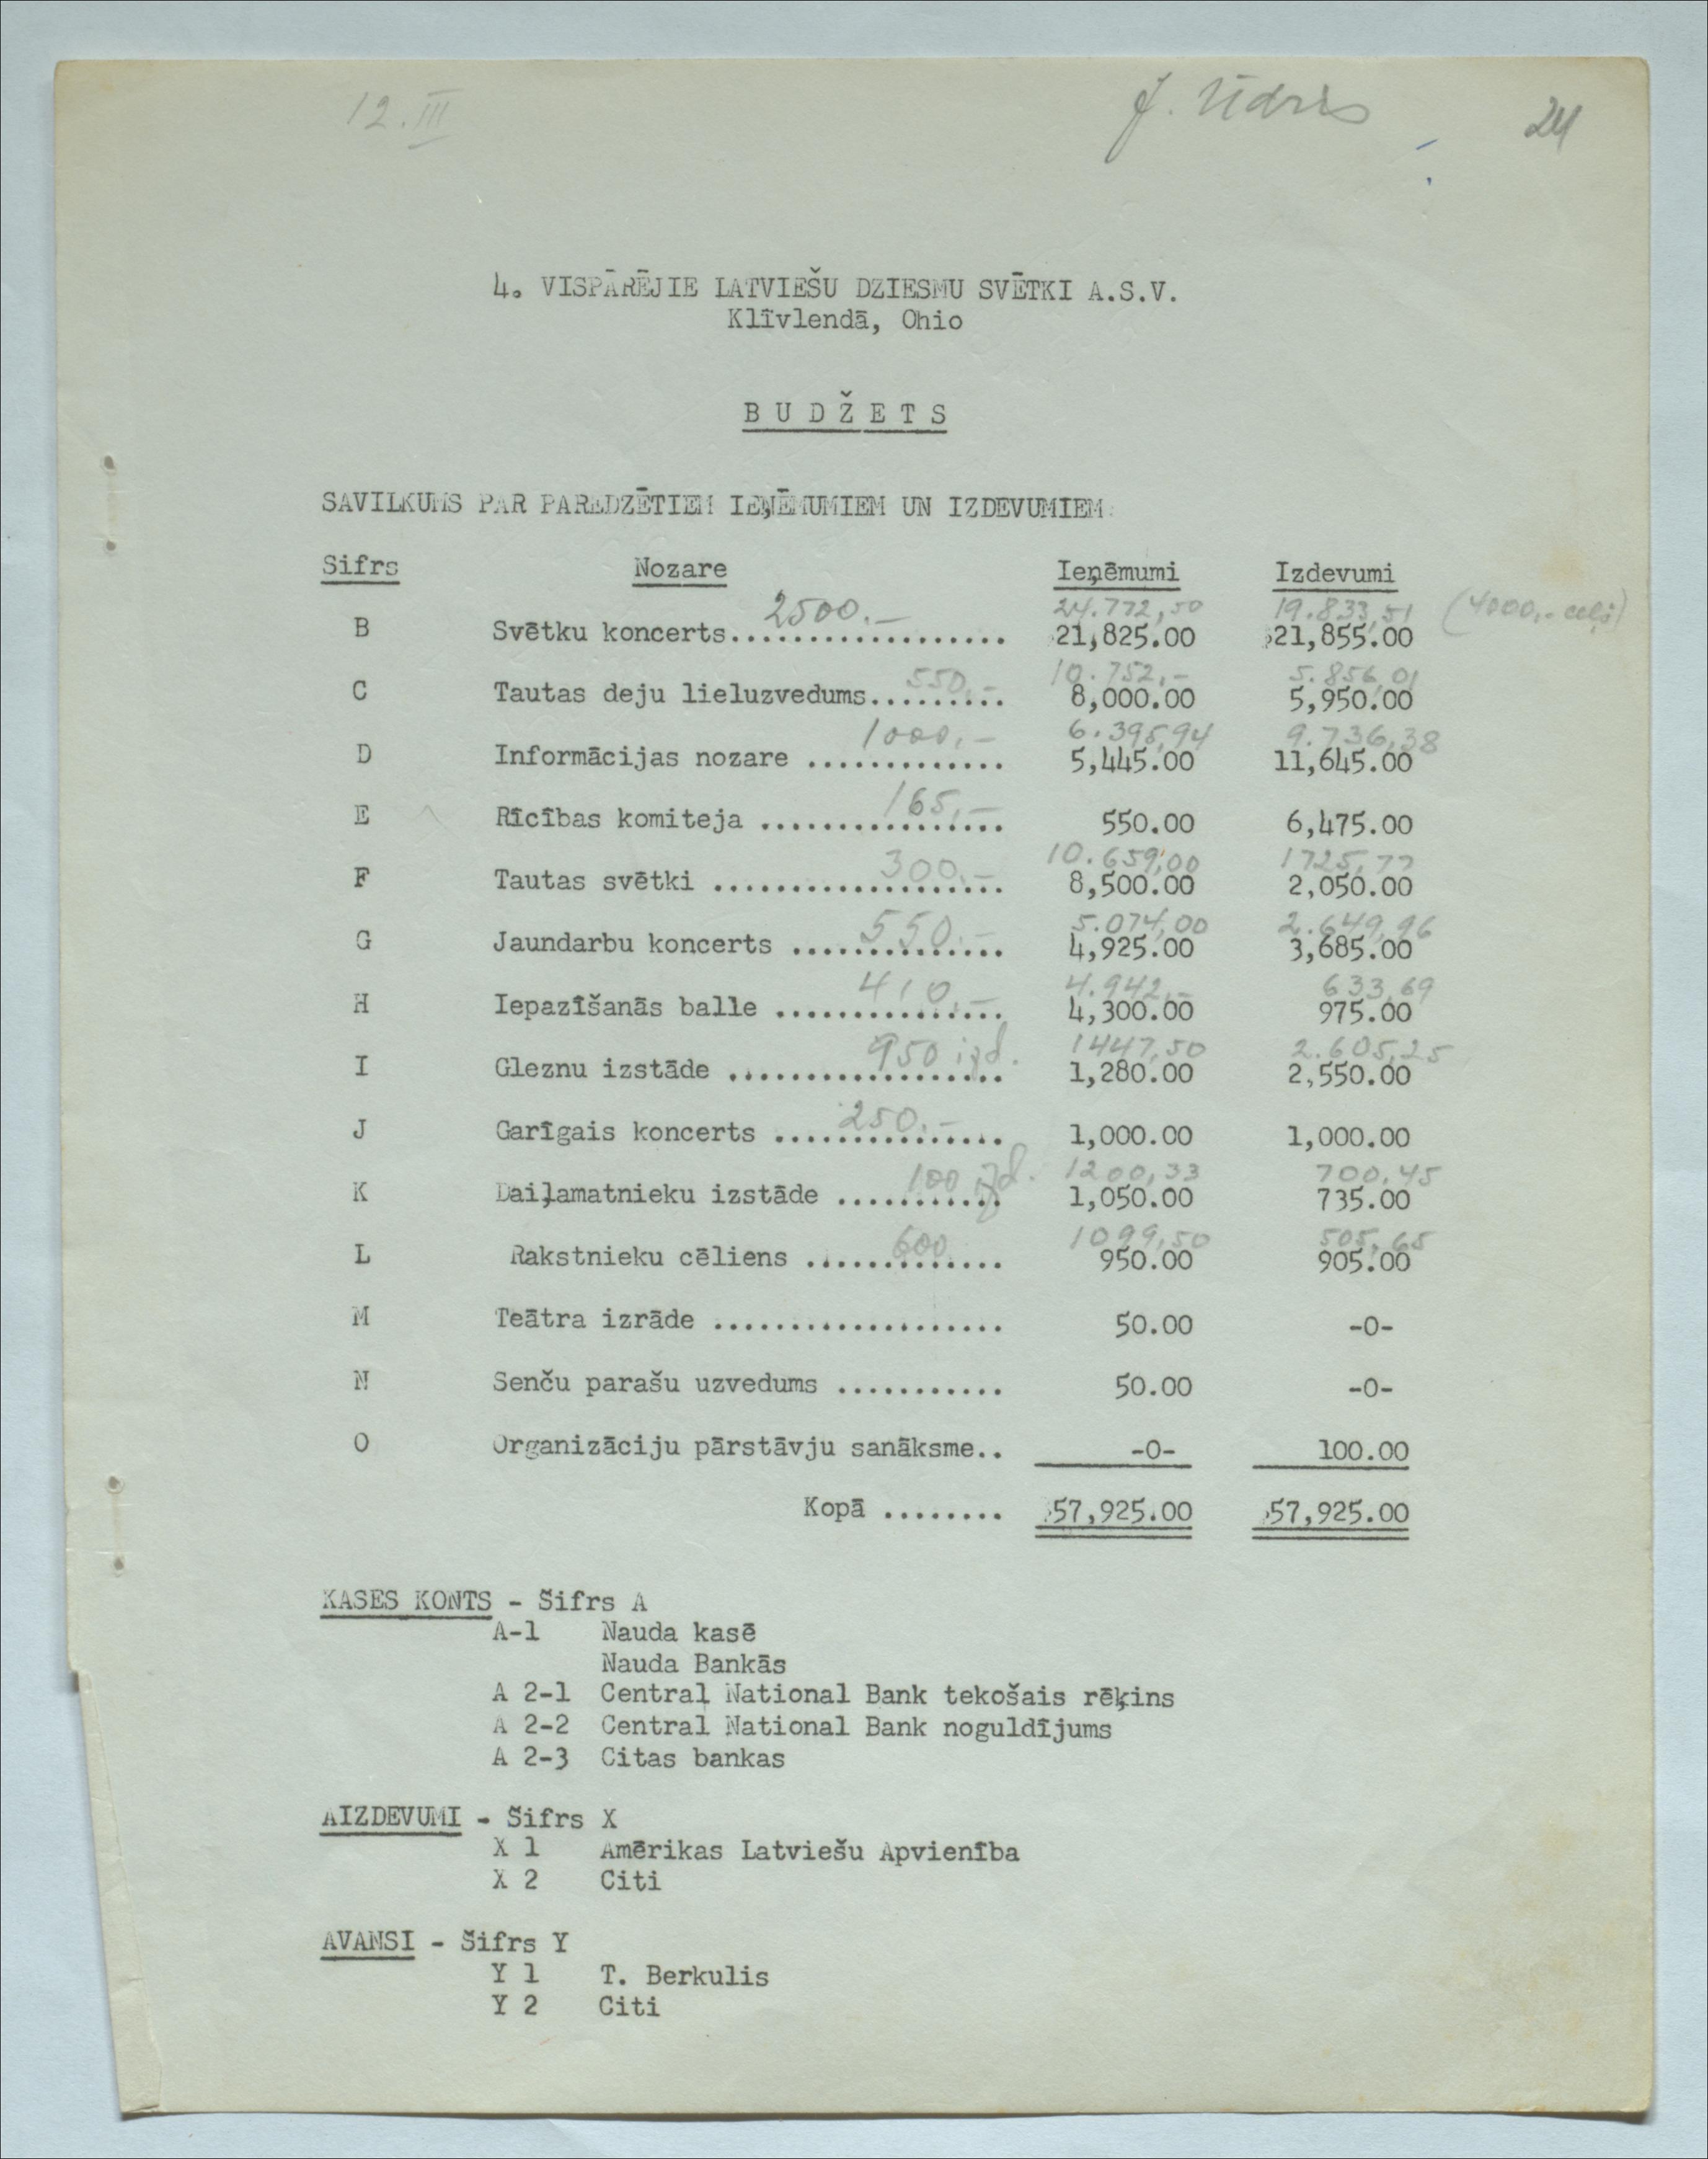 12.III J. Ūdris 24
4. VISPĀRĒJIE LATVIEŠU DZIESMU SVĒTKI A.S.V.
Klīvlendā, Ohio
BUDŽETS
SAVILKUMS PAR PAREDZĒTIEM IEŅĒMUMIEM UN IZDEVUMIEM:
Sifrs Nozare Ieņēmumi Izdevumi
2500.– 24.772,50 19.833,51 (4000,-
B Svētku koncerts.................. 21,825.00 $21,855.00
550,– 10.752,– 5.856,01
C Tautas deju lieluzvedums......... 8,000.00 5,950.00
1000,– 6.395,94 9.736,38
D Informācijas nozare ............. 5,445.00 11,645.00
165,–
E Rīcības komiteja ................ 550.00 6,475.00
300.– 10.659,00 1725,77
F Tautas svētki ................... 8,500.00 2,050.00
550.– 5.074,00 2.649,96
G Jaundarbu koncerts .............. 4,925.00 3,685.00
410.– 4.942,– 633,69
H Iepazīšanās balle ............... 4,300.00 975.00
950 izd. 1447,50 2.605,25
I Gleznu izstāde .................. 1,280.00 2,550.00
250.–
J Garīgais koncerts ............... 1,000.00 1,000.00
100 izd. 1200,33 700,45
K Daiļamatnieku izstāde ........... 1,050.00 735.00
600 1099,50 505,65
L Rakstnieku cēliens ............. 950.00 905.00
M Teātra izrāde ................... 50.00 -0-
N Senču parašu uzvedums ........... 50.00 -0-
O Organizāciju pārstāvju sanāksme.. -0- 100.00
Kopā ........ $57,925.00 $57,925.00
KASES KONTS - Šifrs A
A-1 Nauda kasē
Nauda Bankās
A 2-1 Central National Bank tekošais rēķins
A 2-2 Central National Bank noguldījums
A 2-3 Citas bankas
AIZDEVUMI - Šifrs X
X 1 Amērikas Latviešu Apvienība
X 2 Citi
AVANSI - Šifrs Y
Y 1 T. Berkulis
Y 2 Citi